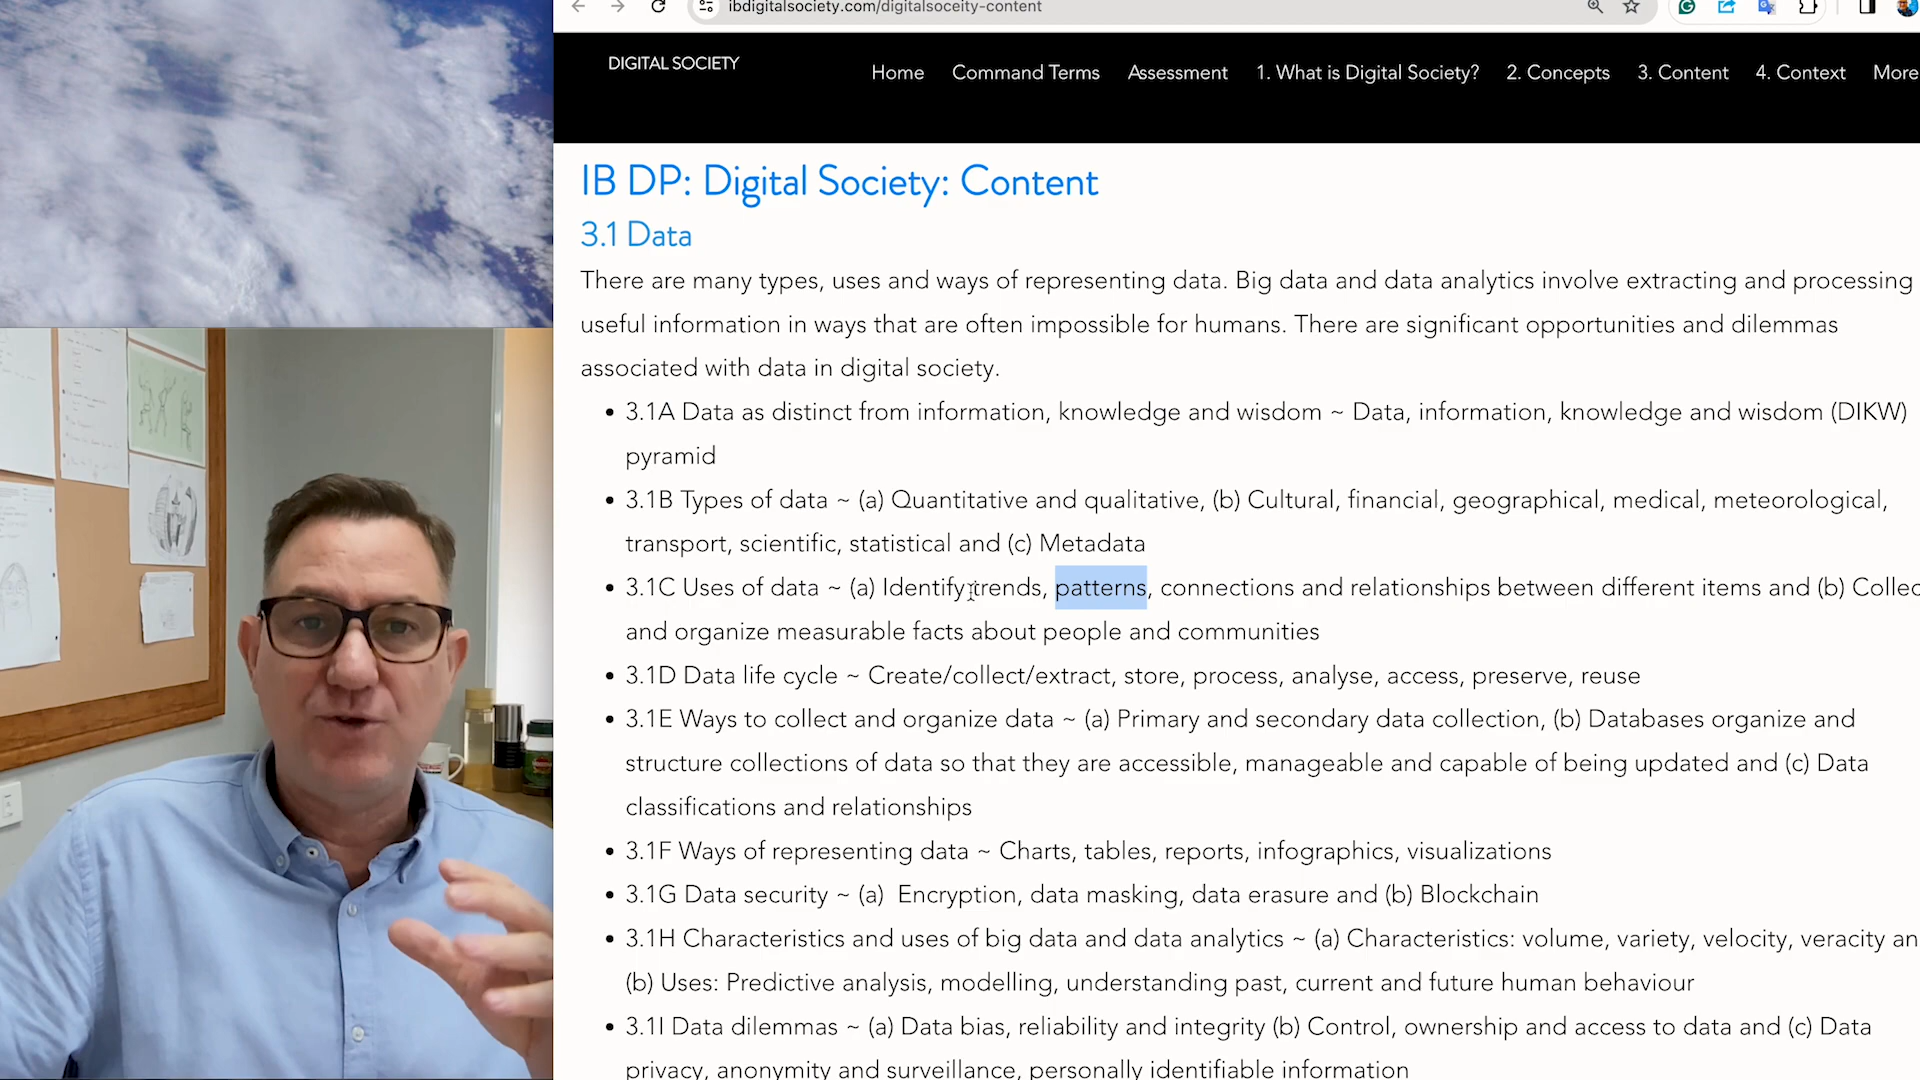 ibdigitalsociety.com/digitalsoceity-content
DIGITAL SOCIETY
Home Command Terms Assessment 1. What is Digital Society? 2. Concepts 3. Content 4. Context More
IB DP: Digital Society: Content
3.1 Data
There are many types, uses and ways of representing data. Big data and data analytics involve extracting and processing
useful information in ways that are often impossible for humans. There are significant opportunities and dilemmas
associated with data in digital society.
• 3.1A Data as distinct from information, knowledge and wisdom ~ Data, information, knowledge and wisdom (DIKW)
pyramid
• 3.1B Types of data ~ (a) Quantitative and qualitative, (b) Cultural, financial, geographical, medical, meteorological,
transport, scientific, statistical and (c) Metadata
• 3.1C Uses of data ~ (a) Identify trends, patterns, connections and relationships between different items and (b) Collec
and organize measurable facts about people and communities
• 3.1D Data life cycle ~ Create/collect/extract, store, process, analyse, access, preserve, reuse
• 3.1E Ways to collect and organize data ~ (a) Primary and secondary data collection, (b) Databases organize and
structure collections of data so that they are accessible, manageable and capable of being updated and (c) Data
classifications and relationships
• 3.1F Ways of representing data ~ Charts, tables, reports, infographics, visualizations
• 3.1G Data security ~ (a) Encryption, data masking, data erasure and (b) Blockchain
• 3.1H Characteristics and uses of big data and data analytics ~ (a) Characteristics: volume, variety, velocity, veracity an
(b) Uses: Predictive analysis, modelling, understanding past, current and future human behaviour
• 3.1I Data dilemmas ~ (a) Data bias, reliability and integrity (b) Control, ownership and access to data and (c) Data
privacy, anonymity and surveillance, personally identifiable information